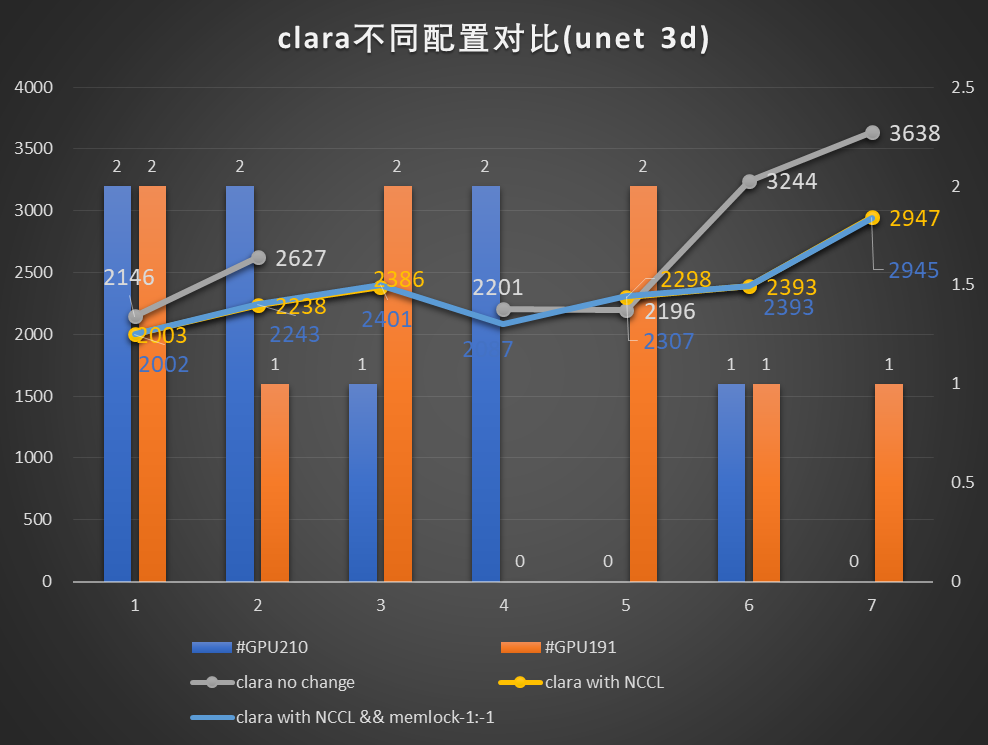 clara不同配置对比(unet 3d)
4000 2.5
3500 3638
2 2 2 2 2 2
3244
3000 2
2947
2945
2500 2146 2627 2386 2201 2298 2393 1.5
2003 2238 2401 2196 2393
2002 2243 2307
2000
1 1 1 1 1
1500 1
1000
0 0 0
500 0.5
0 0
1 2 3 4 5 6 7
#GPU210 #GPU191
clara no change clara with NCCL
clara with NCCL && memlock-1:-1